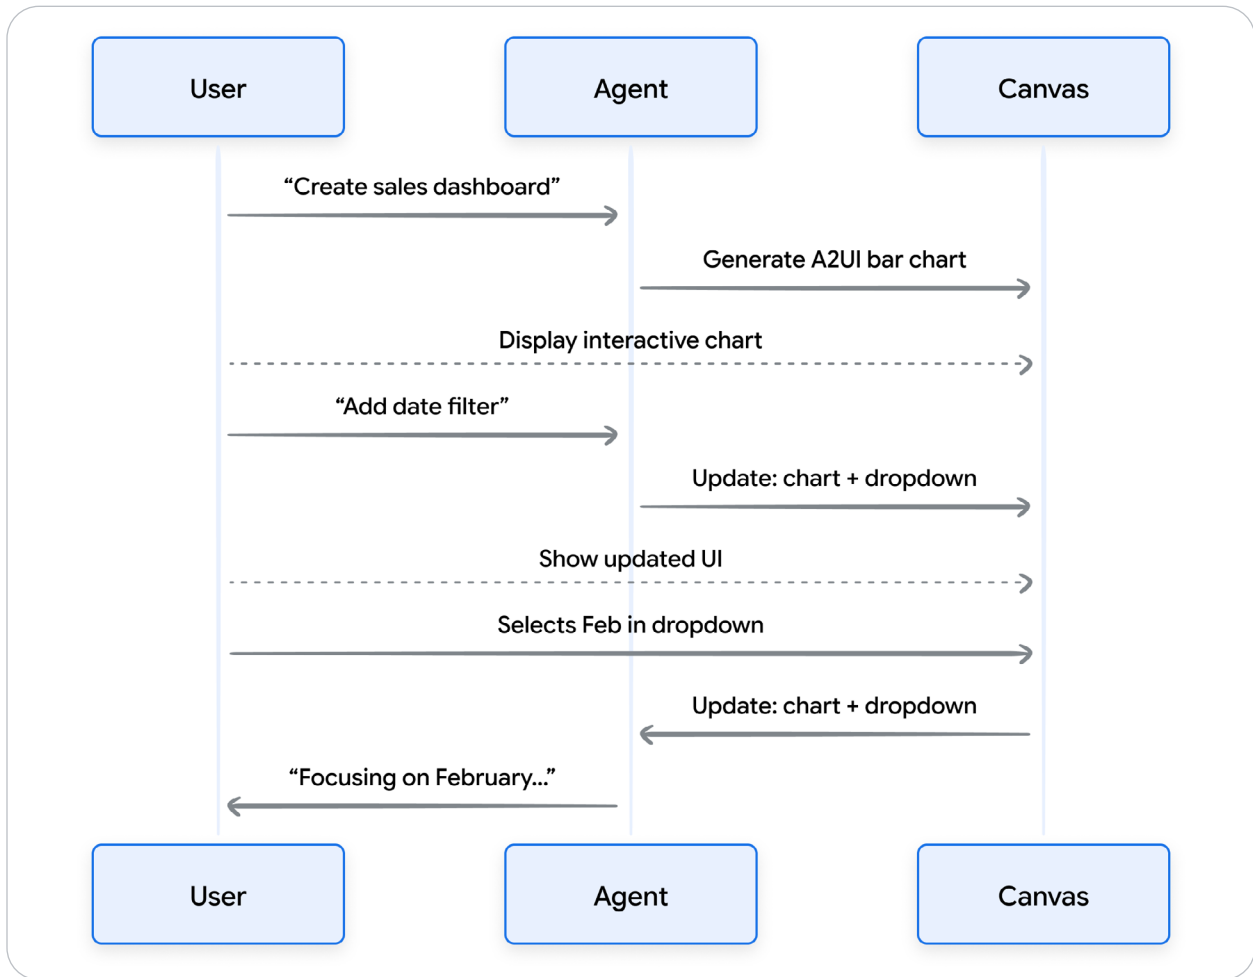 User
Agent
Canvas
“Create sales dashboard”
Generate A2UI bar chart
Display interactive chart
“Add date filter”
Update: chart + dropdown
Show updated UI
Selects Feb in dropdown
Update: chart + dropdown
“Focusing on February...”
User
Agent
Canvas